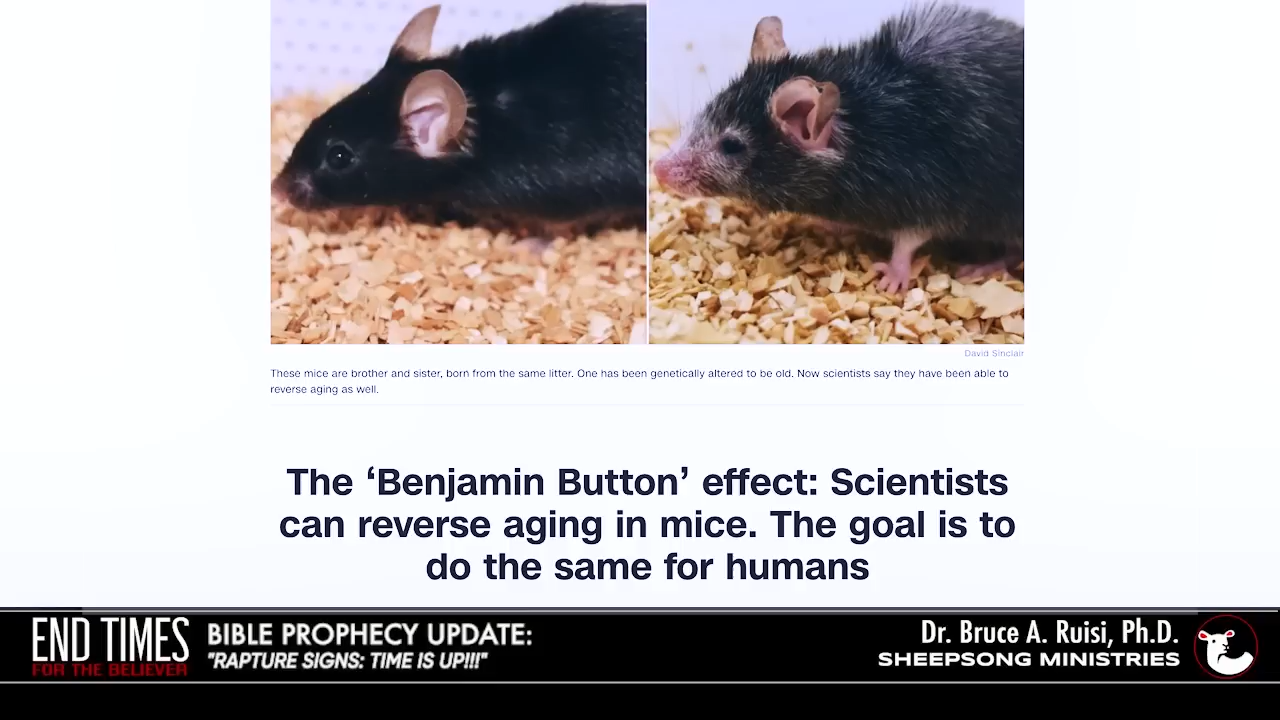 David Sinclair
These mice are brother and sister, born from the same litter. One has been genetically altered to be old. Now scientists say they have been able to
reverse aging as well.
The ‘Benjamin Button’ effect: Scientists
can reverse aging in mice. The goal is to
do the same for humans
END TIMES
FOR THE BELIEVER
BIBLE PROPHECY UPDATE:
"RAPTURE SIGNS: TIME IS UP!!!"
Dr. Bruce A. Ruisi, Ph.D.
SHEEPSONG MINISTRIES